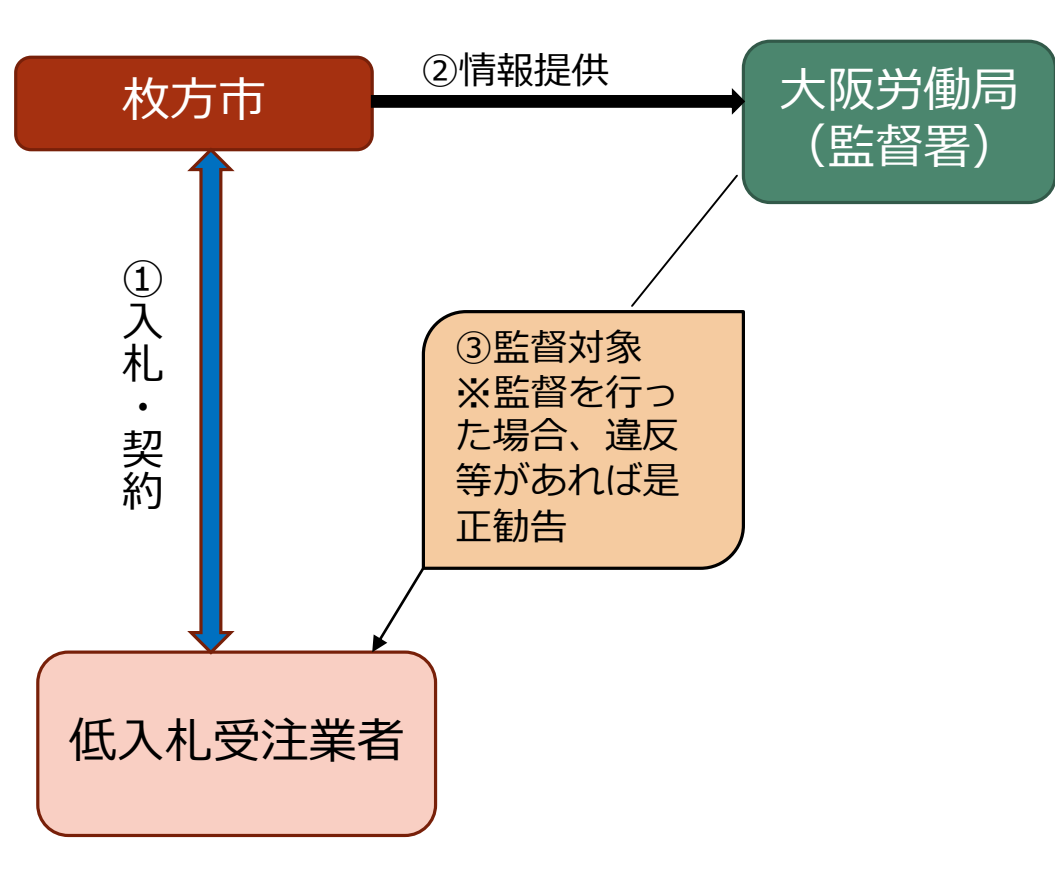 枚方市
②情報提供
大阪労働局
（監督署）
①入札・契約
③監督対象
※監督を行っ
た場合、違反
等があれば是
正勧告
低入札受注業者